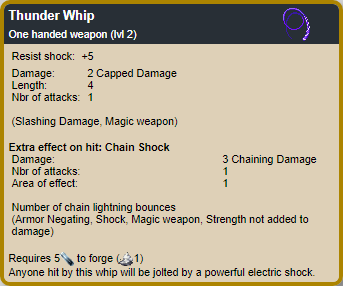 Thunder Whip
One handed weapon (lvl 2)
Resist shock: +5
Damage: 2 Capped Damage
Length: 4
Nbr of attacks: 1
(Slashing Damage, Magic weapon)
Extra effect on hit: Chain Shock
Damage: 3 Chaining Damage
Nbr of attacks: 1
Area of effect: 1
Number of chain lightning bounces
(Armor Negating, Shock, Magic weapon, Strength not added to
damage)
Requires 5 to forge (1)
Anyone hit by this whip will be jolted by a powerful electric shock.